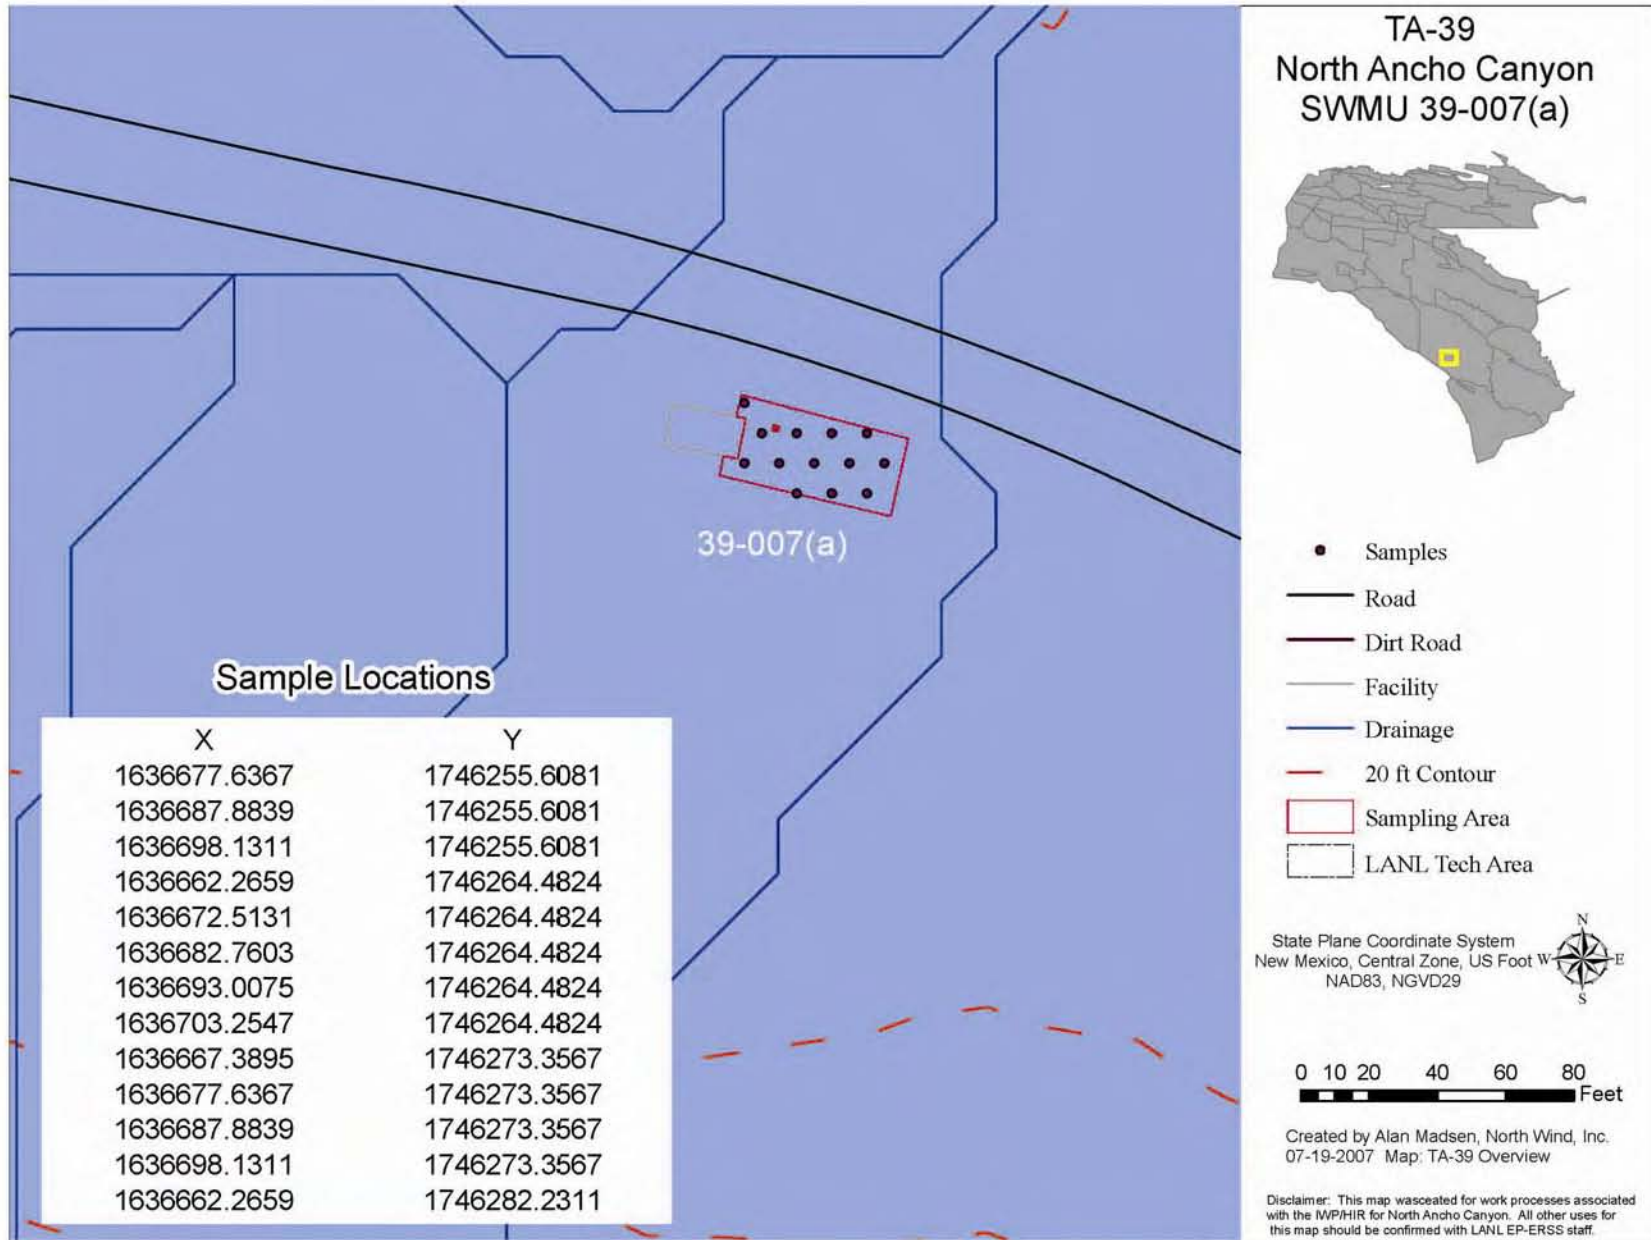 TA-39
North Ancho Canyon
SWMU 39-007(a)
39-007(a)
Sample Locations
X Y
1636677.6367 1746255.6081
1636687.8839 1746255.6081
1636698.1311 1746255.6081
1636662.2659 1746264.4824
1636672.5131 1746264.4824
1636682.7603 1746264.4824
1636693.0075 1746264.4824
1636703.2547 1746264.4824
1636667.3895 1746273.3567
1636677.6367 1746273.3567
1636687.8839 1746273.3567
1636698.1311 1746273.3567
1636662.2659 1746282.2311
Samples
Road
Dirt Road
Facility
Drainage
20 ft Contour
Sampling Area
LANL Tech Area
State Plane Coordinate System
New Mexico, Central Zone, US Foot
NAD83, NGVD29
N
W E
S
0 10 20 40 60 80
Feet
Created by Alan Madsen, North Wind, Inc.
07-19-2007 Map: TA-39 Overview
Disclaimer: This map wasceated for work processes associated
with the IWP/HIR for North Ancho Canyon. All other uses for
this map should be confirmed with LANL EP-ERSS staff.